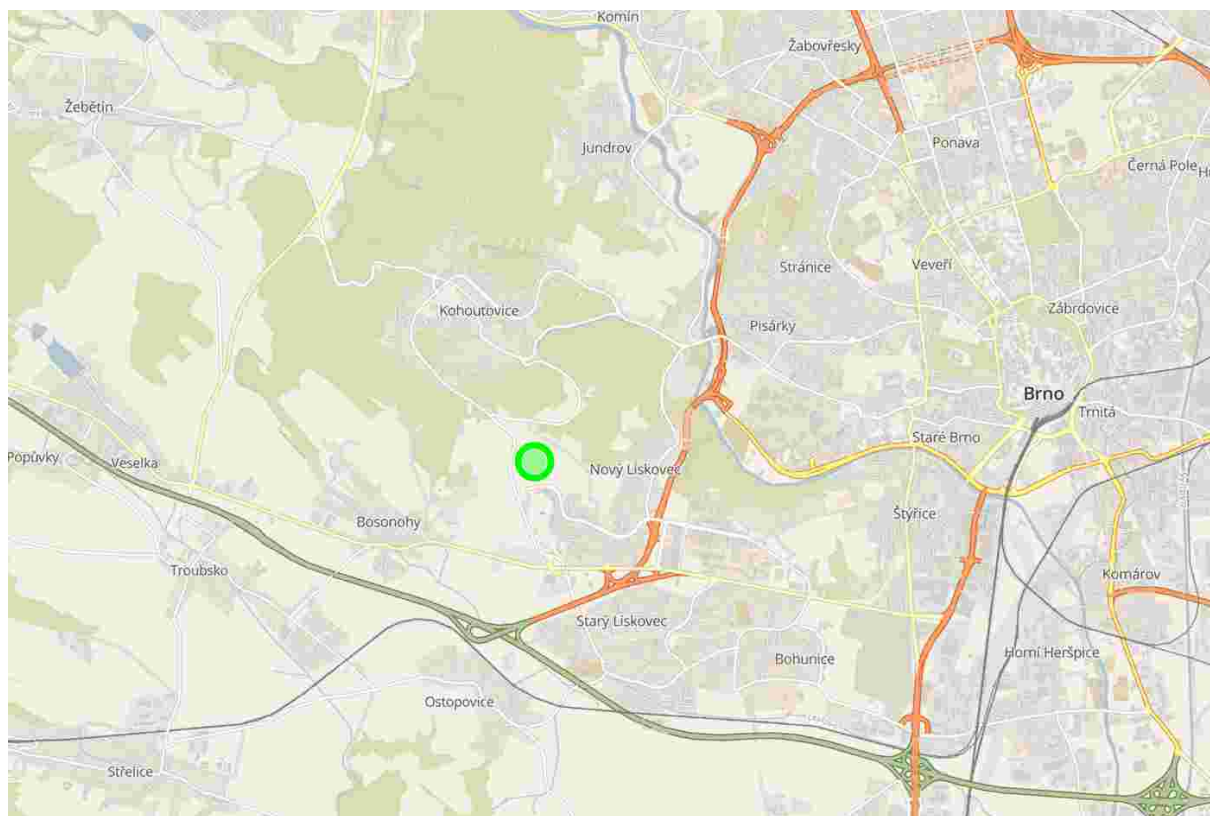 Komín
Žabovřesky
Žebětín
Jundrov
Ponava
Černá Pole
Stránice
Veveří
Kohoutovice
Pisárky
Zábrdovice
Brno
Trnitá
Staré Brno
Popůvky
Veselka
Nový Lískovec
Bosonohy
Štýřice
Troubsko
Komárov
Starý Lískovec
Bohunice
Horní Heršpice
Ostopovice
Střelice